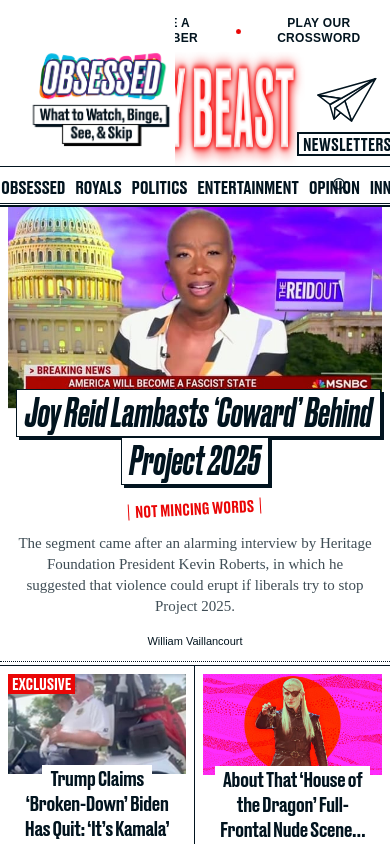 E A
BER
PLAY OUR
CROSSWORD
OBSESSED
What to Watch, Binge,
See, & Skip
Y BEAST
NEWSLETTERS
OBSESSED ROYALS POLITICS ENTERTAINMENT OPINION INN
THE REIDOUT
> BREAKING NEWS
AMERICA WILL BECOME A FASCIST STATE
MSNBC
Joy Reid Lambasts ‘Coward’ Behind
Project 2025
NOT MINCING WORDS
The segment came after an alarming interview by Heritage
Foundation President Kevin Roberts, in which he
suggested that violence could erupt if liberals try to stop
Project 2025.
William Vaillancourt
EXCLUSIVE
Trump Claims
‘Broken-Down’ Biden
Has Quit: ‘It’s Kamala’
About That ‘House of
the Dragon’ Full-
Frontal Nude Scene...